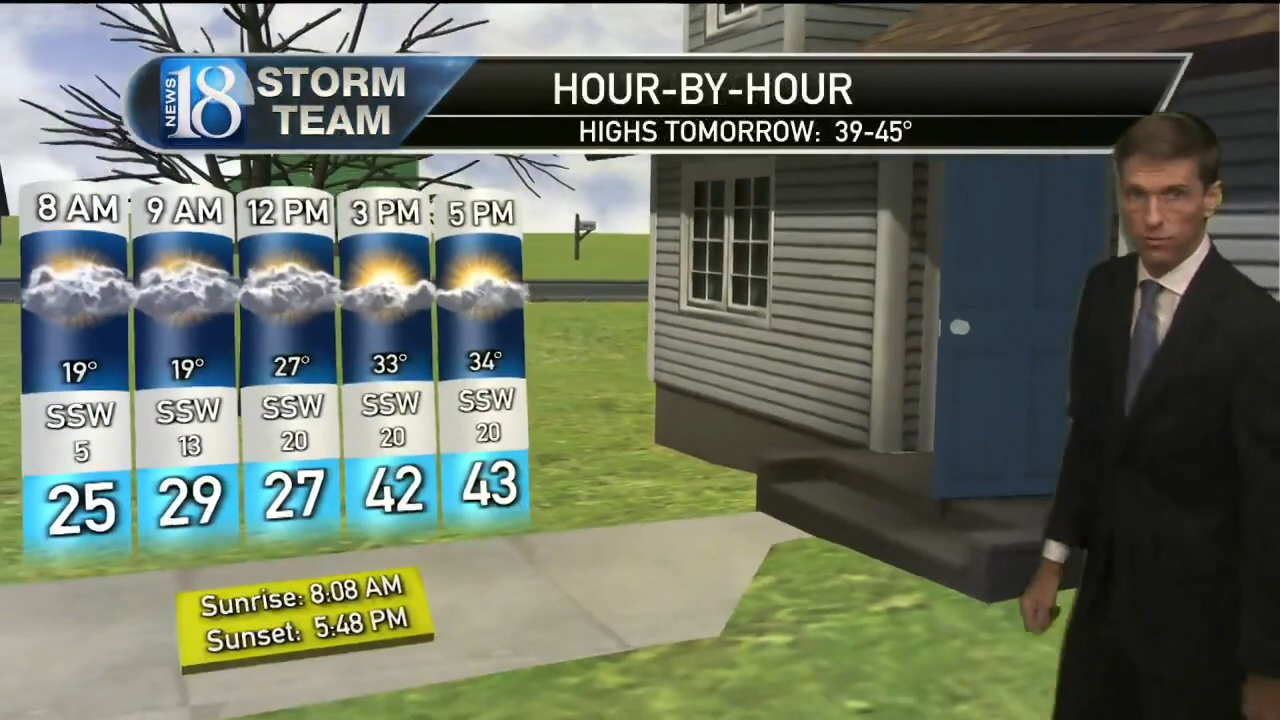 NEWS 18 STORM TEAM
HOUR-BY-HOUR
HIGHS TOMORROW: 39-45°
8 AM 9 AM 12 PM 3 PM 5 PM
19° 19° 27° 33° 34°
SSW SSW SSW SSW SSW
5 13 20 20 20
25 29 27 42 43
Sunrise: 8:08 AM
Sunset: 5:48 PM